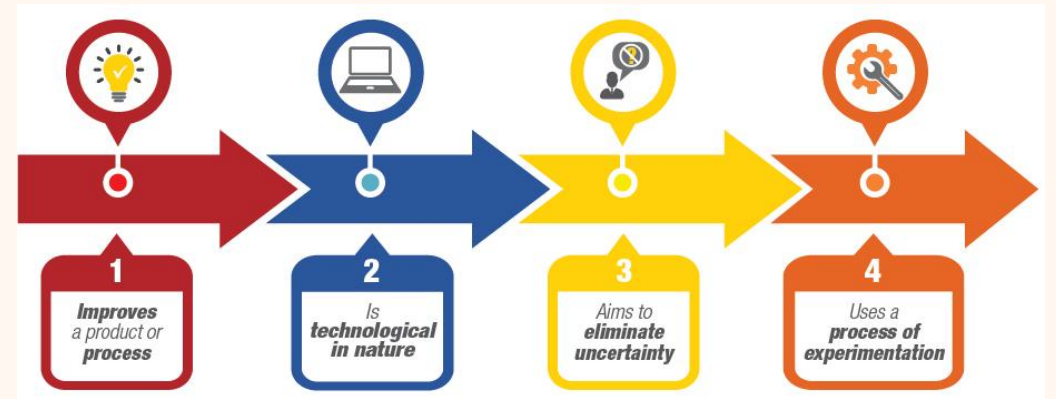 1
Improves
a product or
process
2
Is
technological
in nature
3
Aims to
eliminate
uncertainty
4
Uses a
process of
experimentation